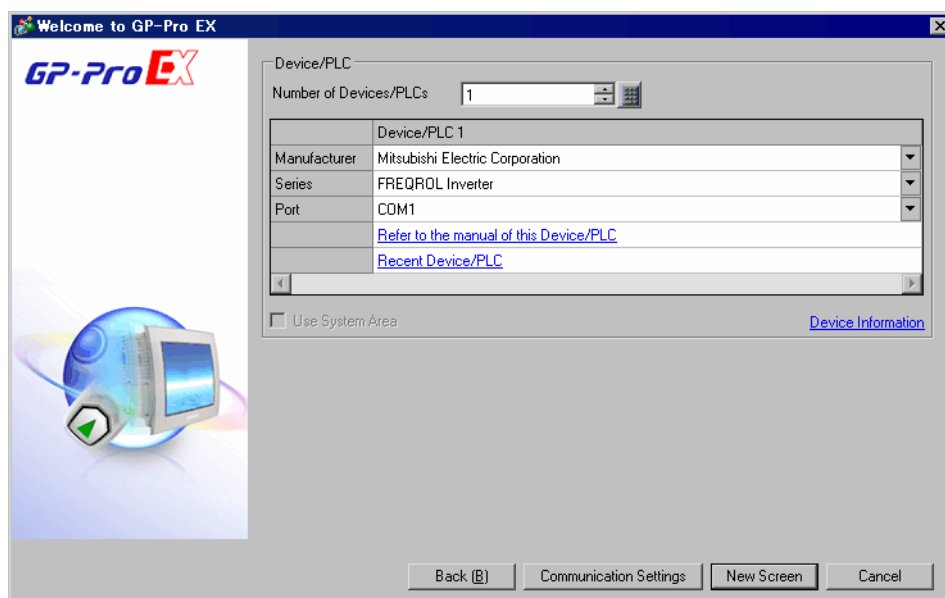 Welcome to GP-Pro EX
GP-Pro EX
Device/PLC
Number of Devices/PLCs 1
Device/PLC 1
Manufacturer Mitsubishi Electric Corporation
Series FREQROL Inverter
Port COM1
Refer to the manual of this Device/PLC
Recent Device/PLC
Use System Area Device Information
Back (B) Communication Settings New Screen Cancel